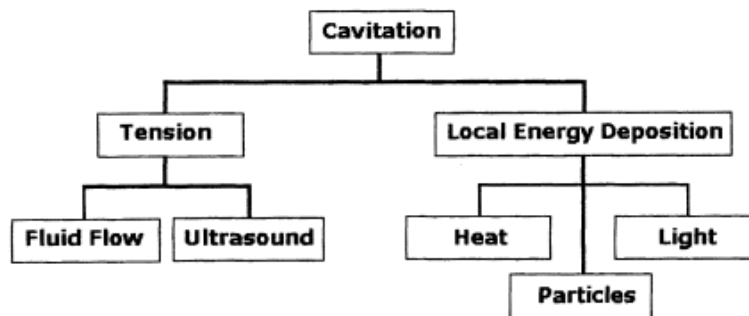 Cavitation
Tension
Local Energy Deposition
Fluid Flow
Ultrasound
Heat
Light
Particles